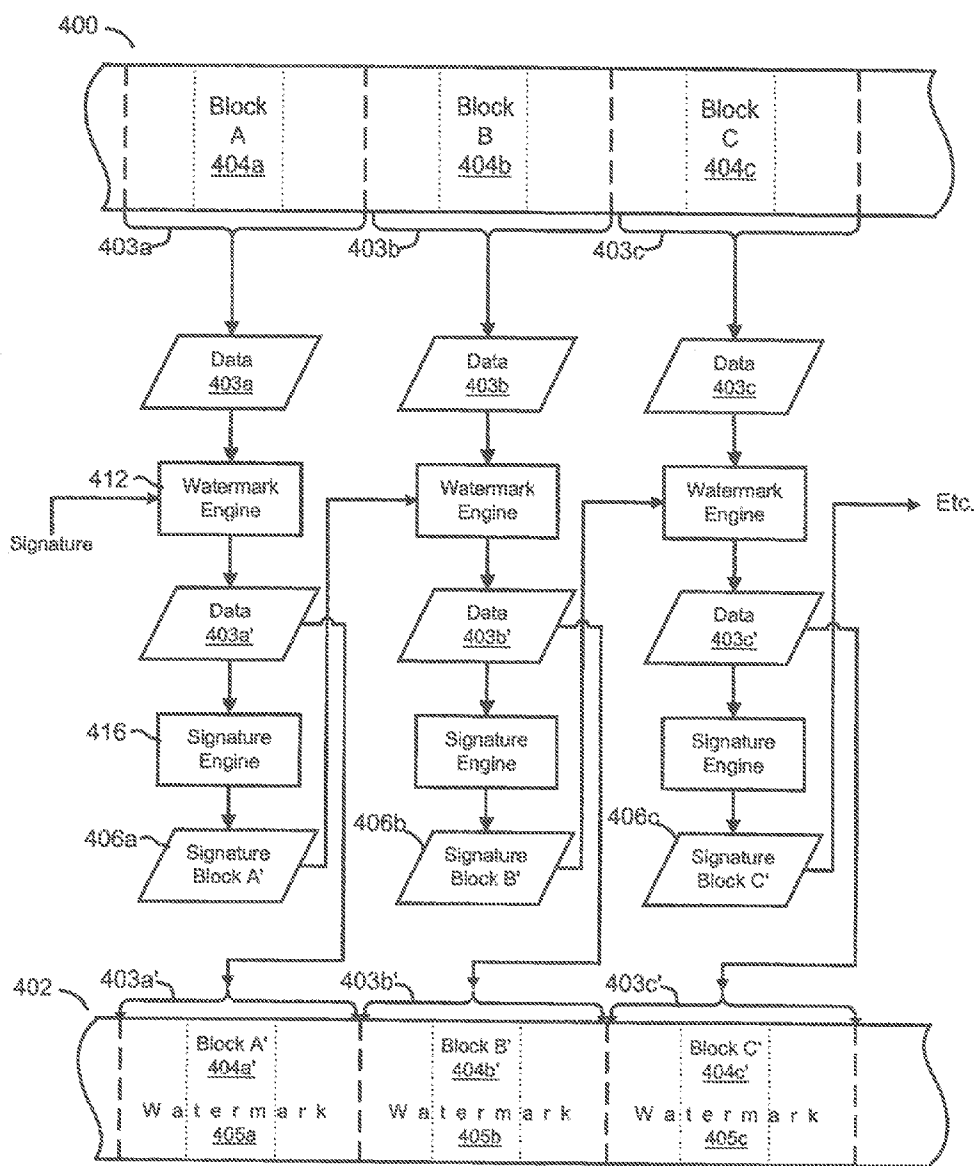 400
Block
A
404a
Block
B
404b
Block
C
404c
403a
403b
403c
Data
403a
Data
403b
Data
403c
412
Watermark
Engine
Watermark
Engine
Watermark
Engine
Etc.
Signature
Data
403a'
Data
403b'
Data
403c'
416
Signature
Engine
Signature
Engine
Signature
Engine
406a
Signature
Block A'
406b
Signature
Block B'
406c
Signature
Block C'
402
403a'
403b'
403c'
Block A'
404a'
Block B'
404b'
Block C'
404c'
Watermark
405a
Watermark
405b
Watermark
405c